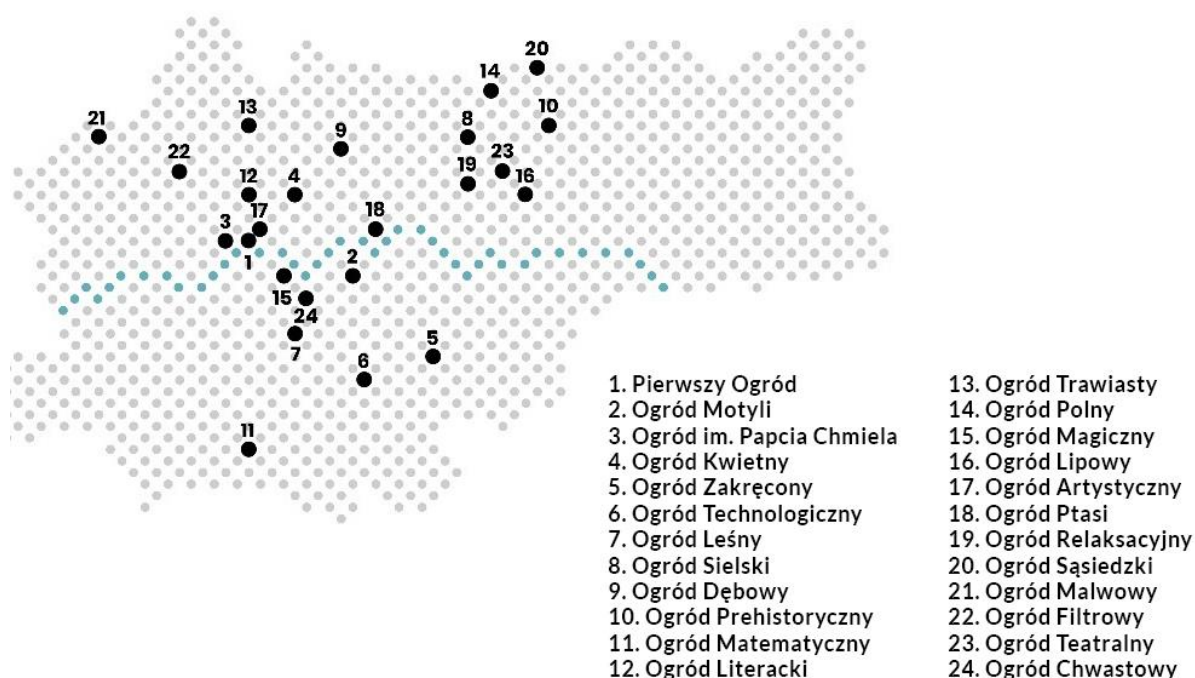 20
14
13
10
21
8
9
23
22
19
16
12
4
17
18
3
1
2
15
24
7
5
6
11
1. Pierwszy Ogród
2. Ogród Motyli
3. Ogród im. Papcia Chmiela
4. Ogród Kwietny
5. Ogród Zakręcony
6. Ogród Technologiczny
7. Ogród Leśny
8. Ogród Sielski
9. Ogród Dębowy
10. Ogród Prehistoryczny
11. Ogród Matematyczny
12. Ogród Literacki
13. Ogród Trawiasty
14. Ogród Polny
15. Ogród Magiczny
16. Ogród Lipowy
17. Ogród Artystyczny
18. Ogród Ptasi
19. Ogród Relaksacyjny
20. Ogród Sąsiedzki
21. Ogród Malwowy
22. Ogród Filtrowy
23. Ogród Teatralny
24. Ogród Chwastowy